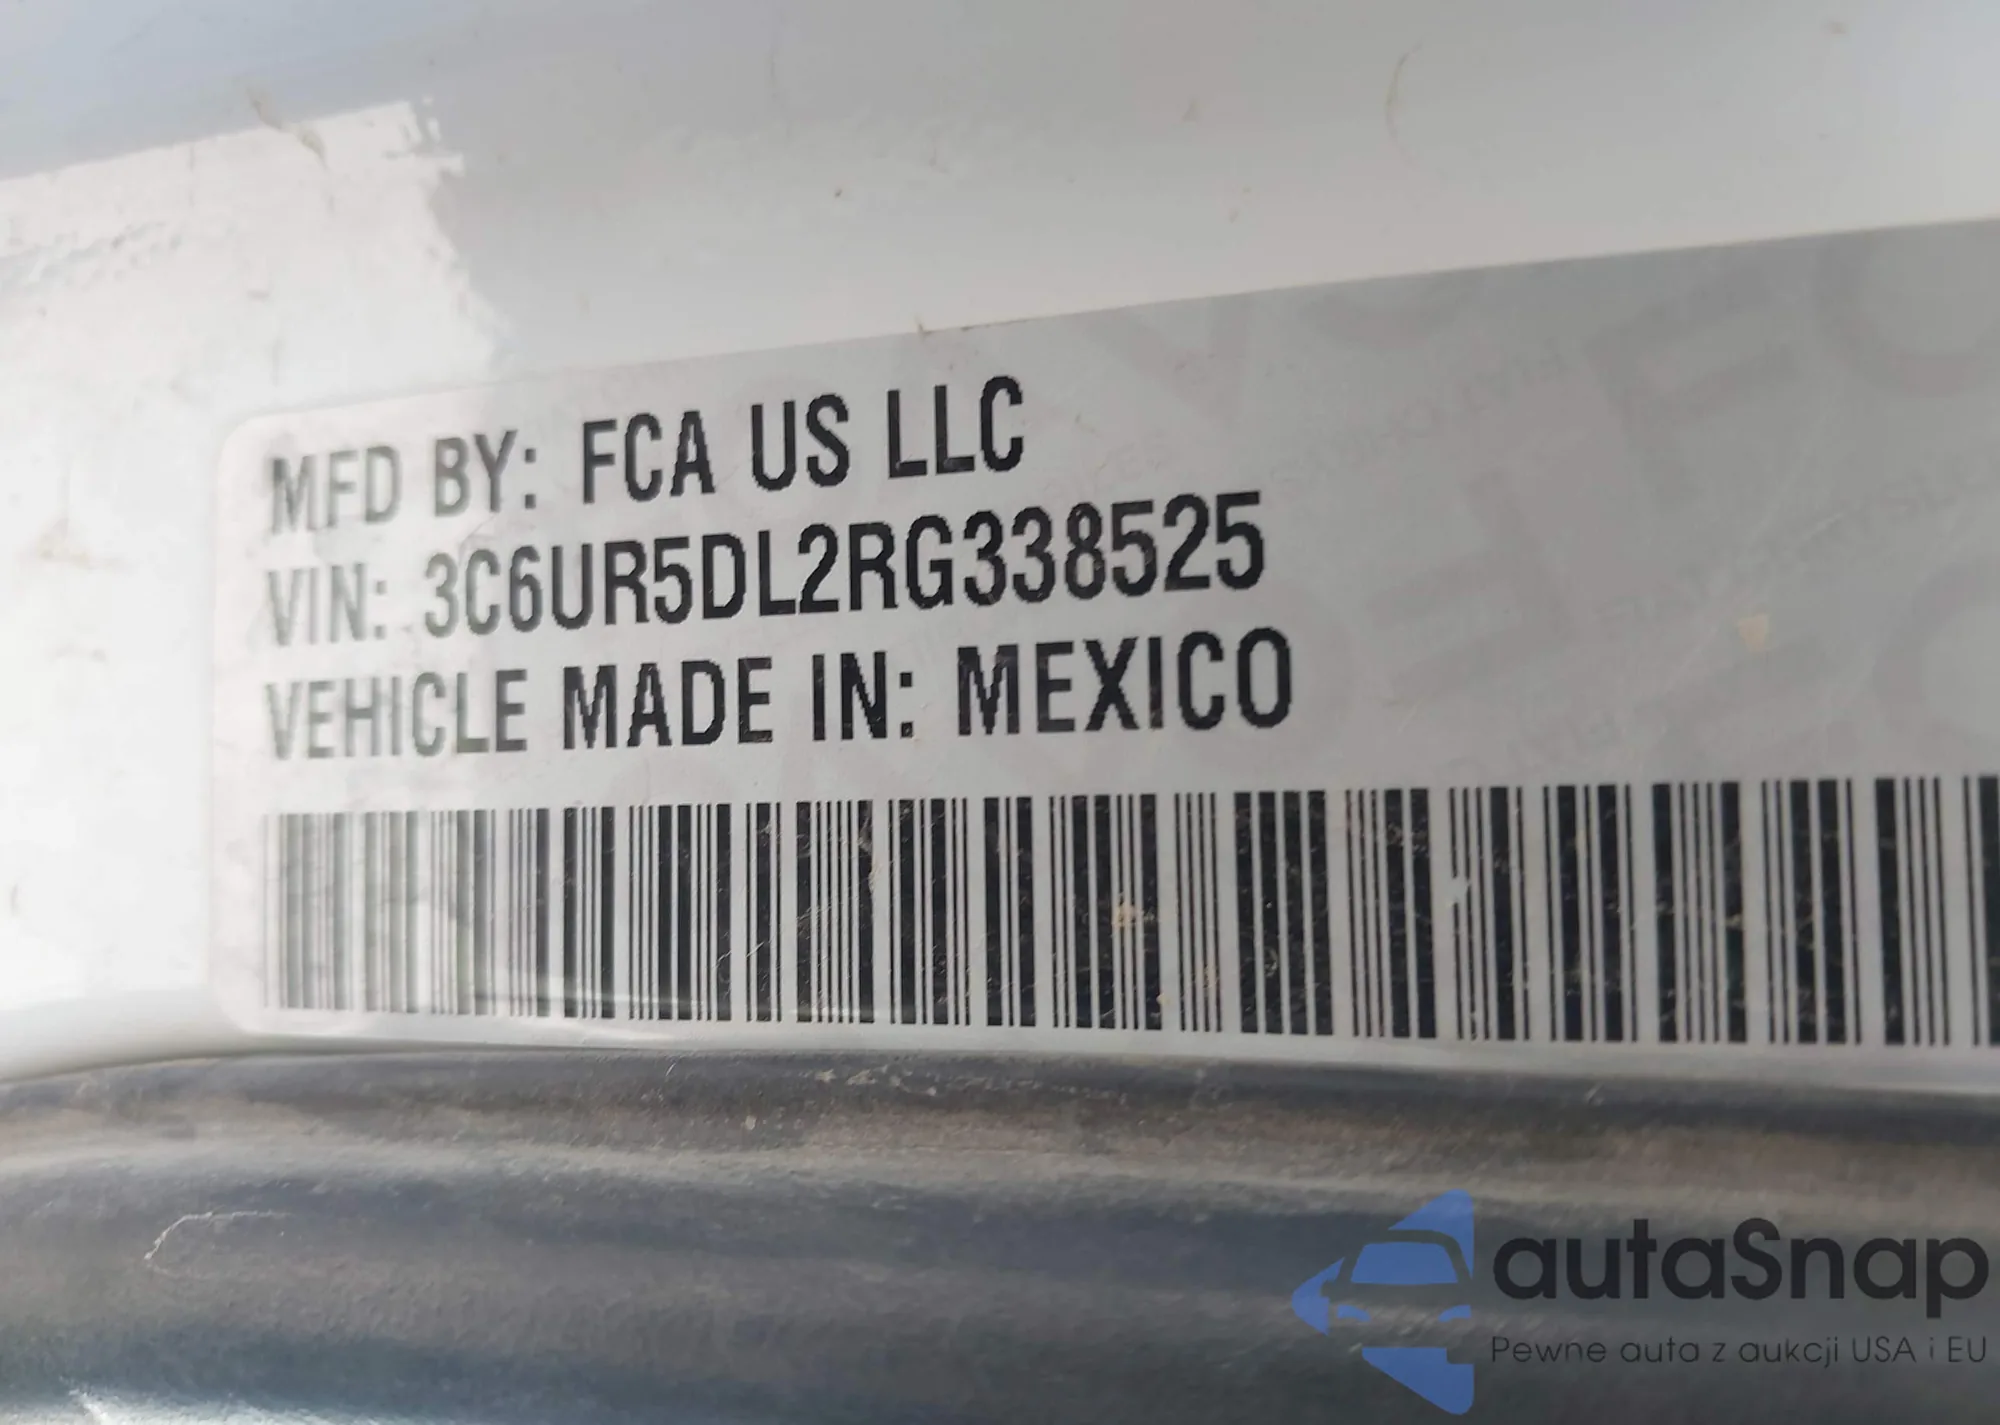 MFD BY: FCA US LLC
VIN: 3C6UR5DL2RG338525
VEHICLE MADE IN: MEXICO
autaSnap
Pewne auta z aukcji USA i EU